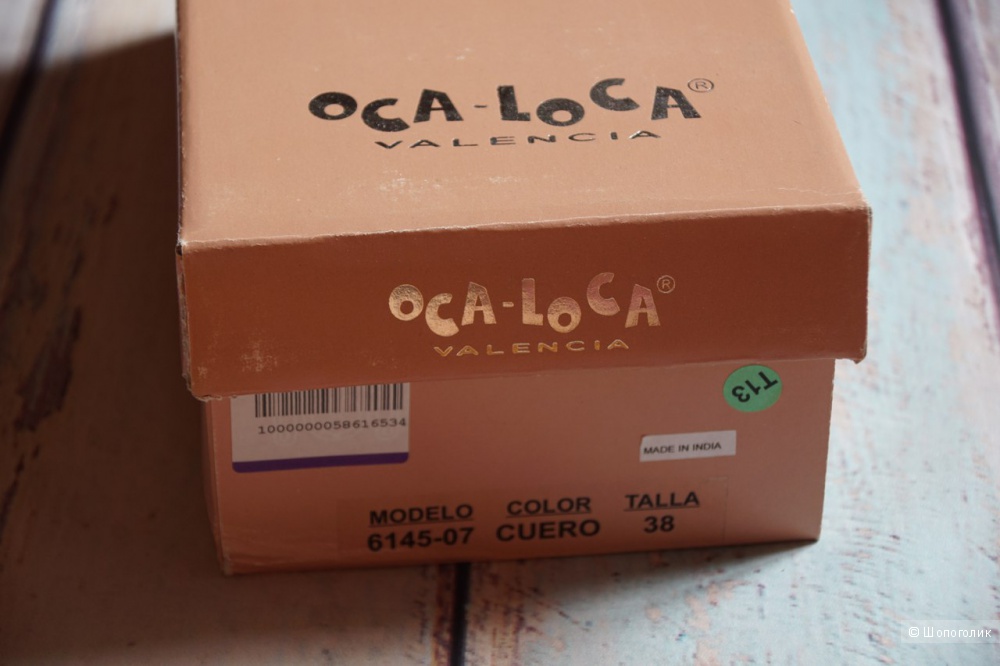 OCA-LOCA®
VALENCIA
OCA-LOCA®
VALENCIA
T13
1000000058616534
MADE IN INDIA
MODELO COLOR TALLA
6145-07 CUERO 38
© Шопоголик